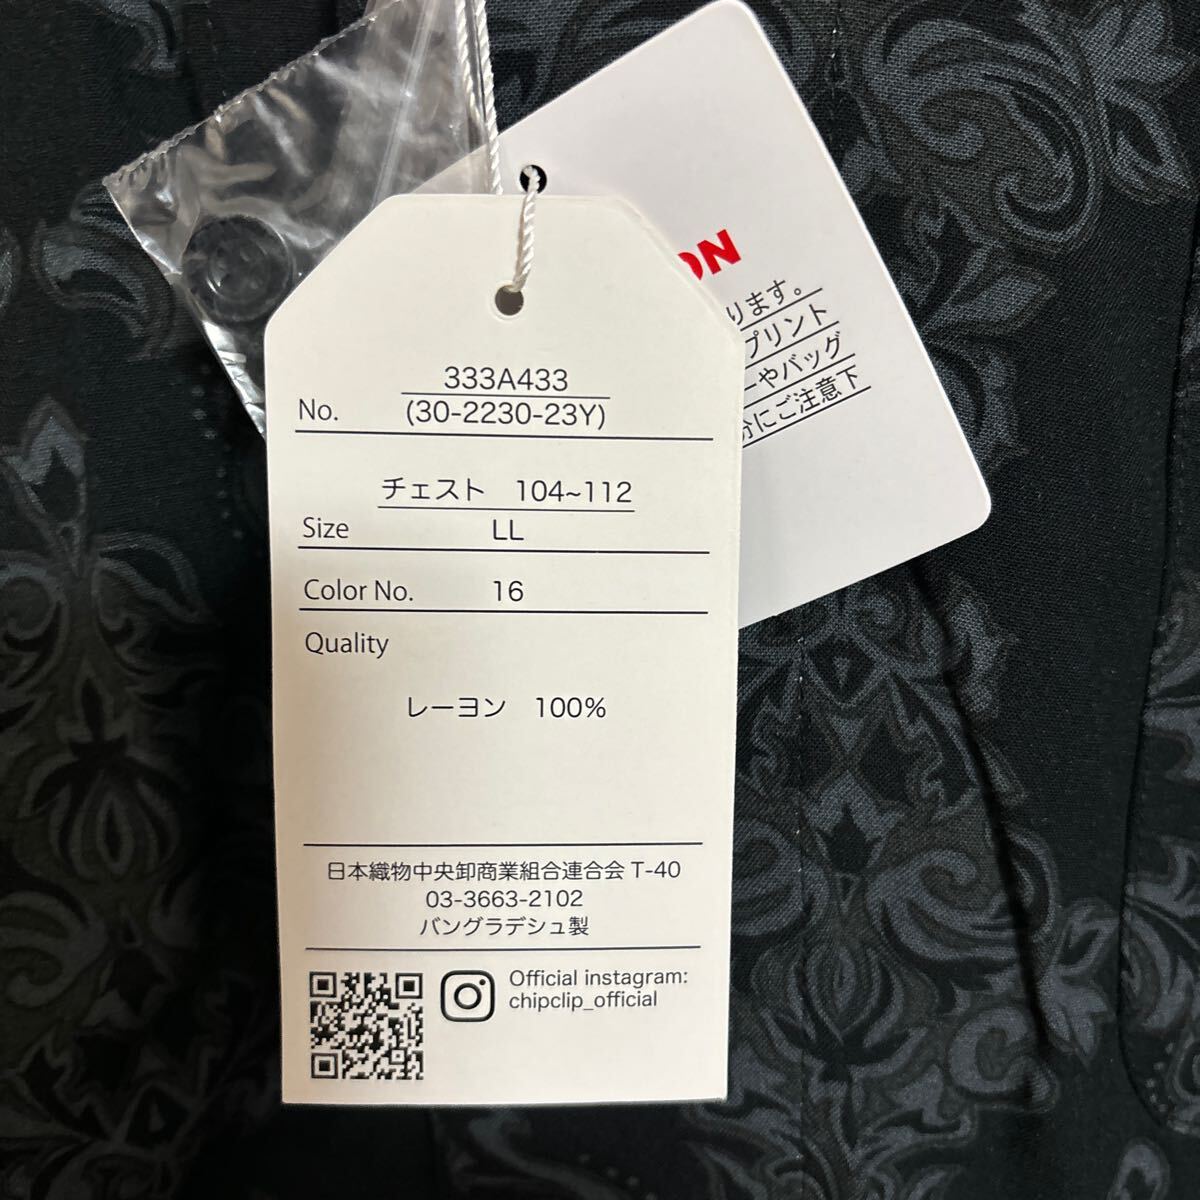 333A433
No. (30-2230-23Y)
チェスト 104~112
Size LL
Color No. 16
Quality
レーヨン 100%
日本織物中央卸商業組合連合会 T-40
03-3663-2102
バングラデシュ製
Official instagram:
chipclip_official
ON
ります。
プリント
ーやバッグ
分にご注意下